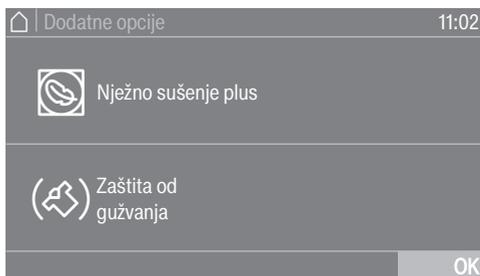 Dodatne opcije 11:02
Nježno sušenje plus
Zaštita od
gužvanja
OK